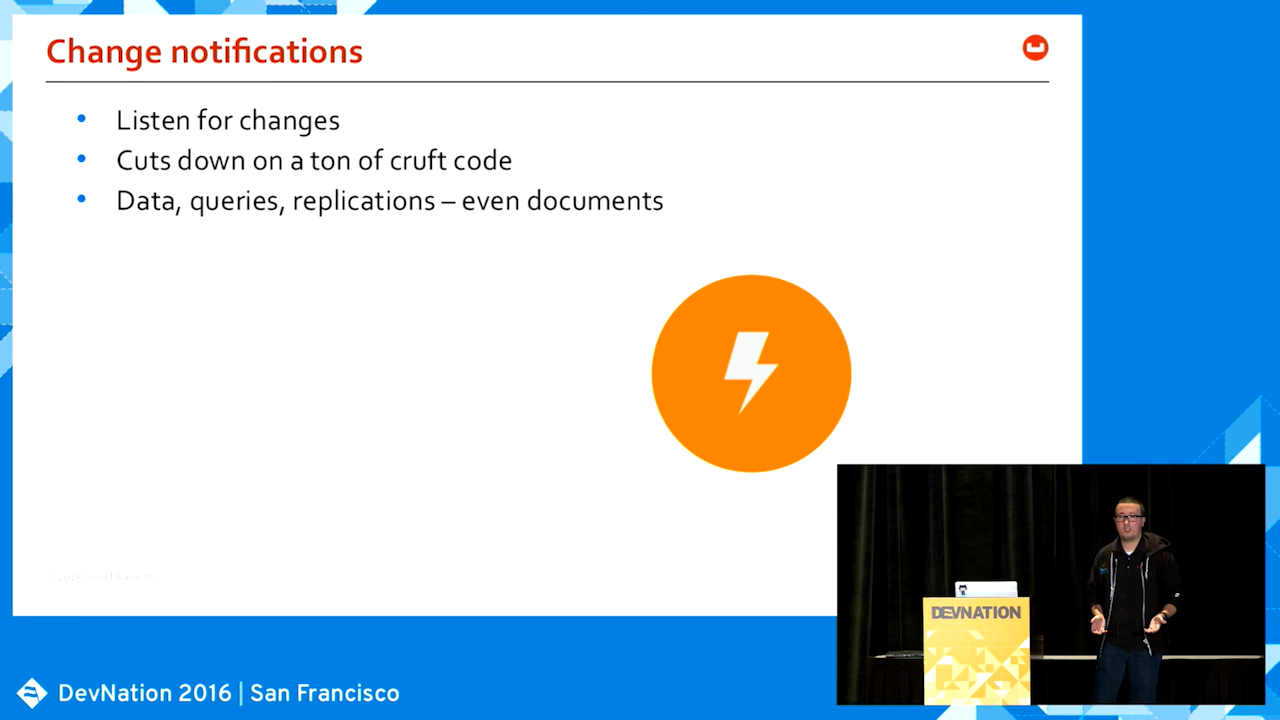 Change notifications
• Listen for changes
• Cuts down on a ton of cruft code
• Data, queries, replications – even documents
DEVNATION
DevNation 2016 | San Francisco